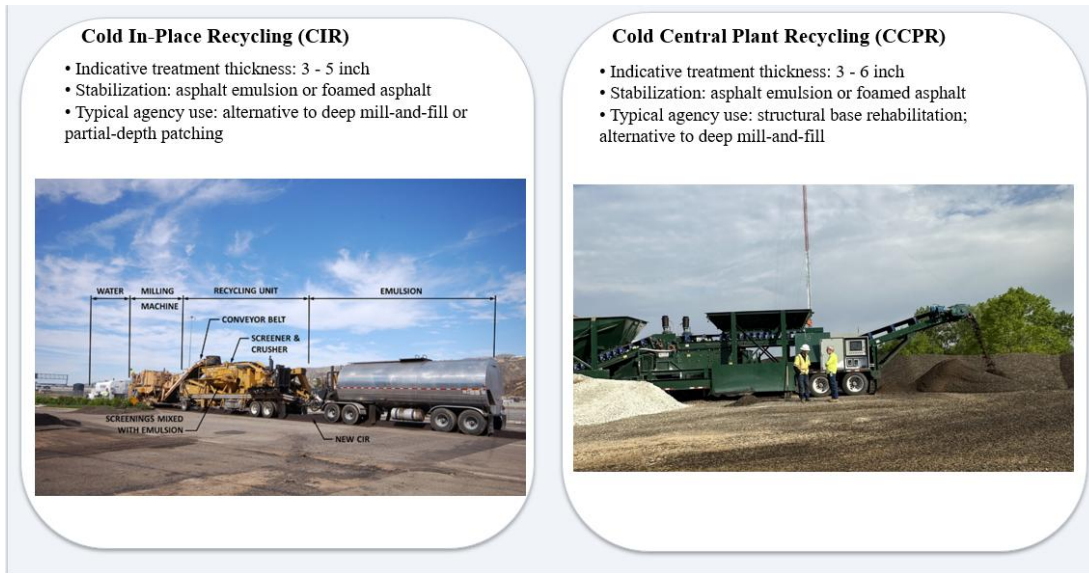 Cold In-Place Recycling (CIR)
• Indicative treatment thickness: 3 - 5 inch
• Stabilization: asphalt emulsion or foamed asphalt
• Typical agency use: alternative to deep mill-and-fill or
partial-depth patching
WATER
MILLING
MACHINE
RECYCLING UNIT
EMULSION
CONVEYOR BELT
SCREENER &
CRUSHER
SCREENINGS MIXED
WITH EMULSION
NEW CIR
Cold Central Plant Recycling (CCPR)
• Indicative treatment thickness: 3 - 6 inch
• Stabilization: asphalt emulsion or foamed asphalt
• Typical agency use: structural base rehabilitation;
alternative to deep mill-and-fill